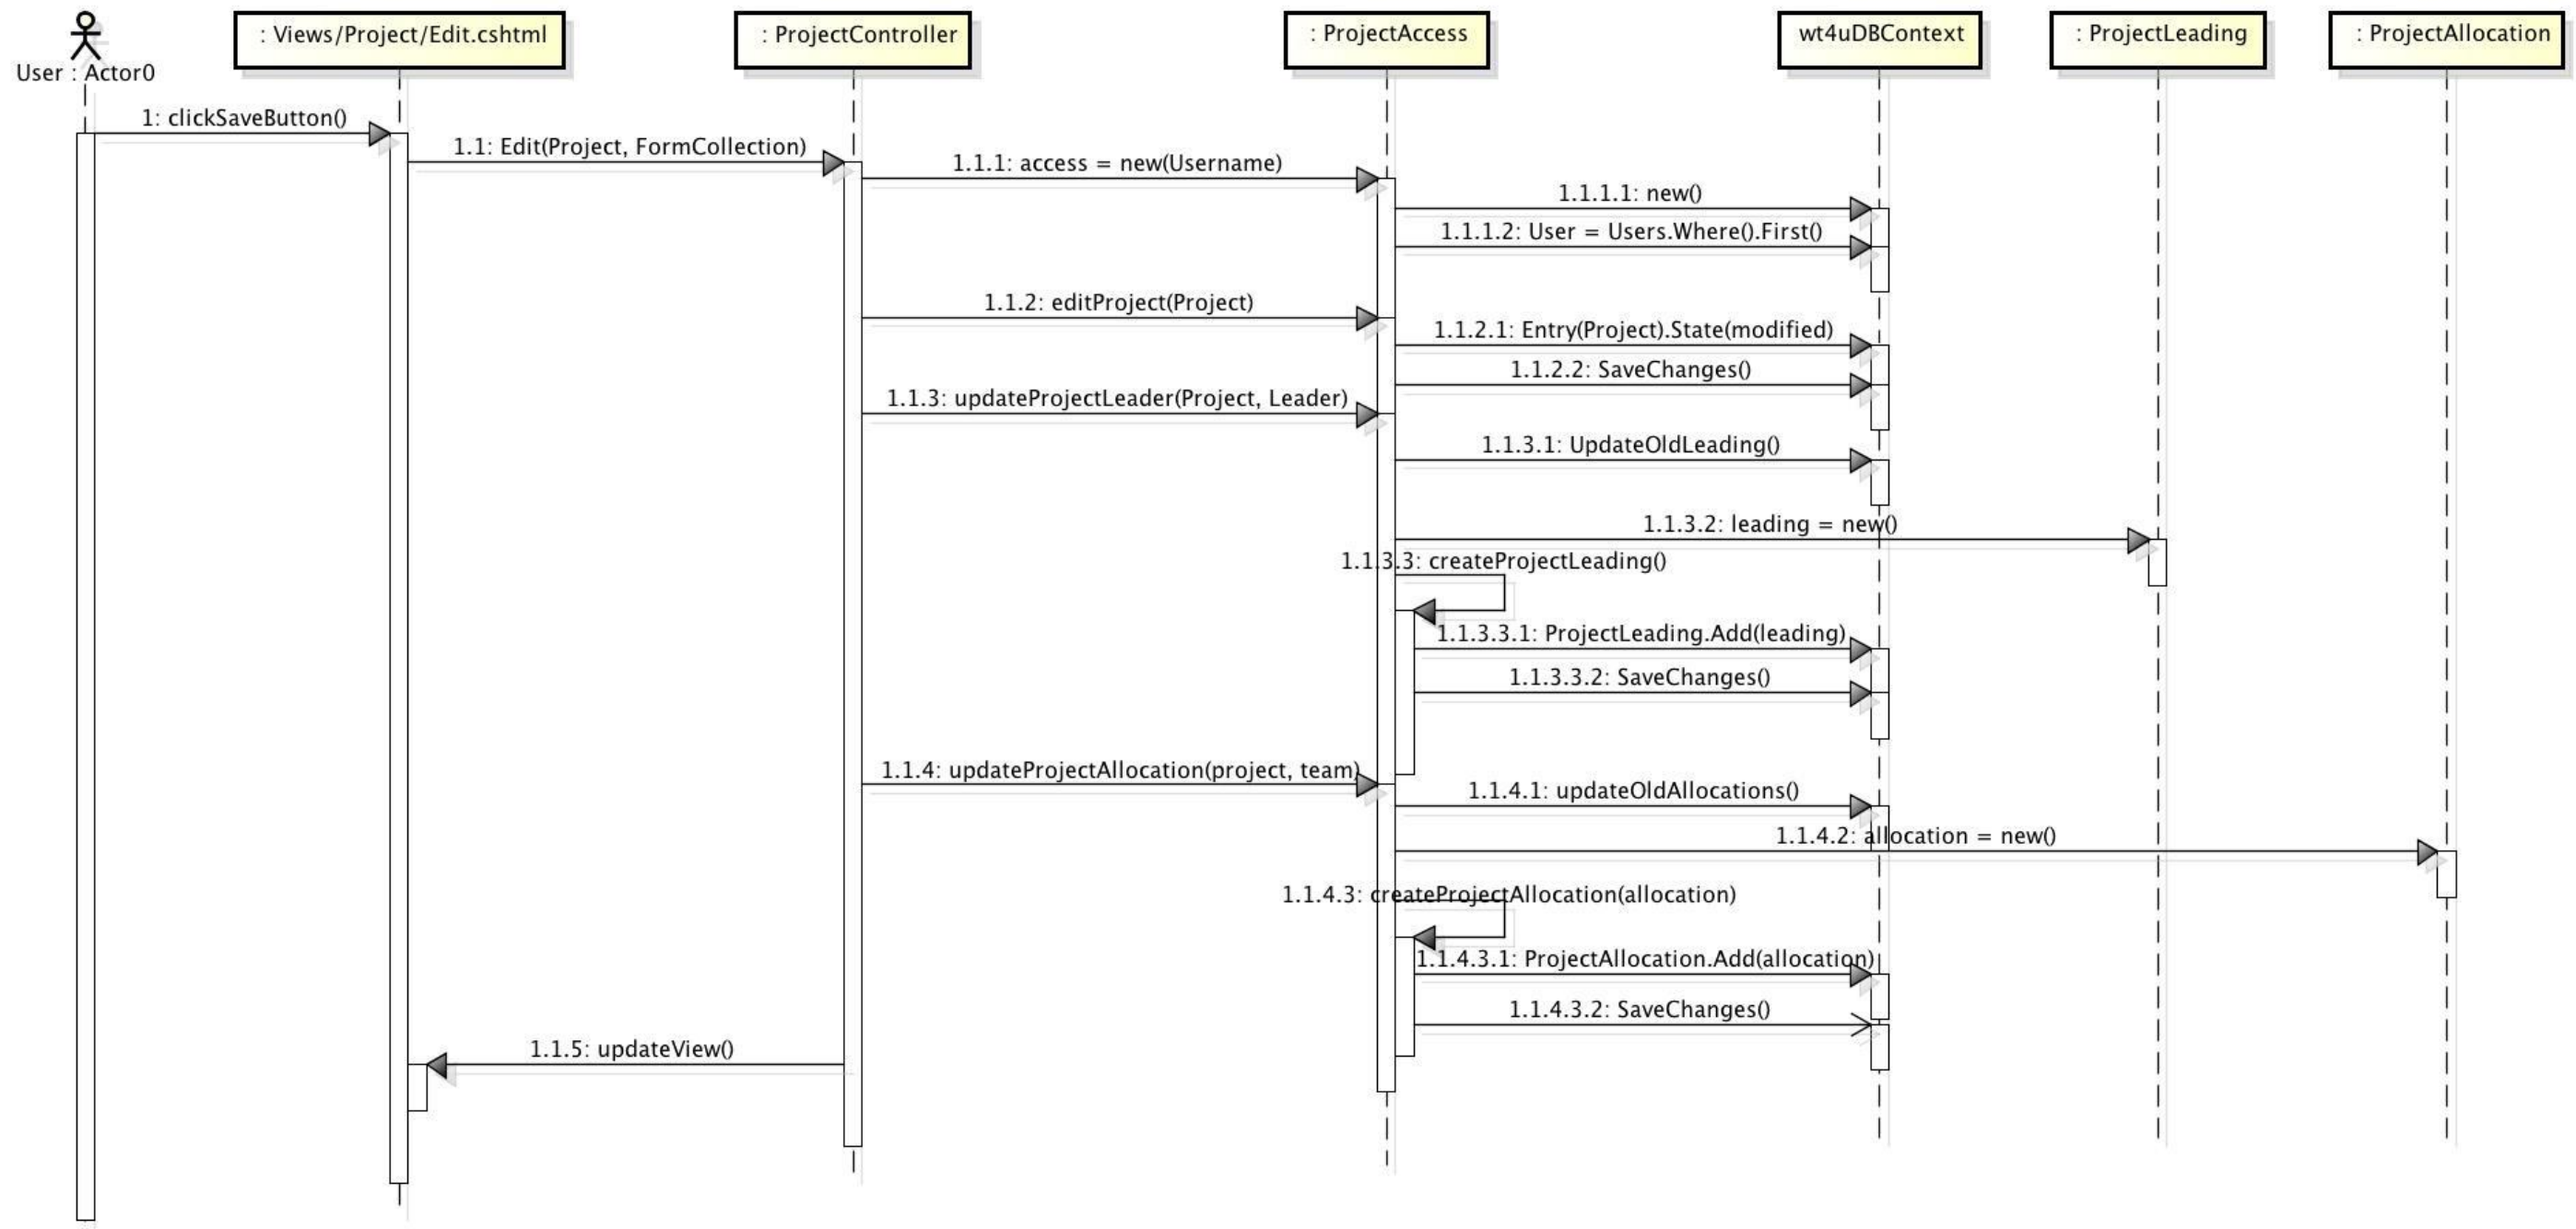 : Views/Project/Edit.cshtml
: ProjectController
: ProjectAccess
wt4uDBContext
: ProjectLeading
: ProjectAllocation
User : Actor0
1: clickSaveButton()
1.1: Edit(Project, FormCollection)
1.1.1: access = new(Username)
1.1.1.1: new()
1.1.1.2: User = Users.Where().First()
1.1.2: editProject(Project)
1.1.2.1: Entry(Project).State(modified)
1.1.2.2: SaveChanges()
1.1.3: updateProjectLeader(Project, Leader)
1.1.3.1: UpdateOldLeading()
1.1.3.2: leading = new()
1.1.3.3: createProjectLeading()
1.1.3.3.1: ProjectLeading.Add(leading)
1.1.3.3.2: SaveChanges()
1.1.4: updateProjectAllocation(project, team)
1.1.4.1: updateOldAllocations()
1.1.4.2: allocation = new()
1.1.4.3: createProjectAllocation(allocation)
1.1.4.3.1: ProjectAllocation.Add(allocation)
1.1.4.3.2: SaveChanges()
1.1.5: updateView()